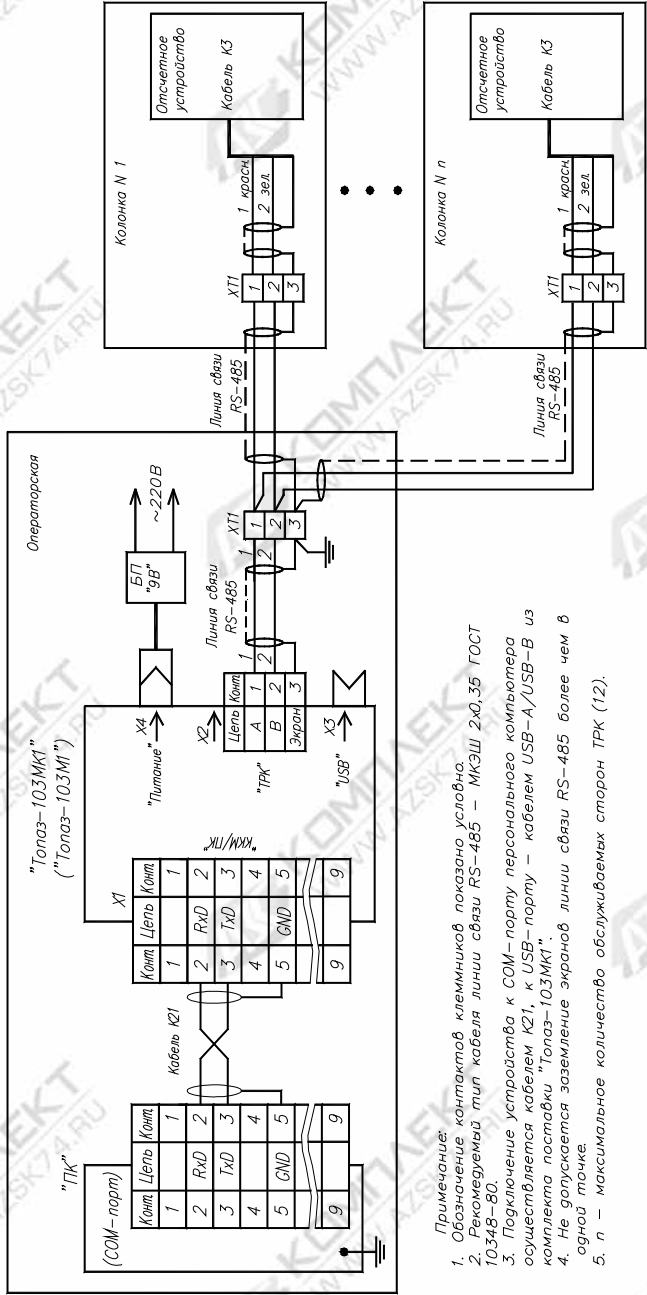 "ПК"
(COM-порт)
Конт. Цепь Конт.
1 1
2 RxD 2
3 TxD 3
4 4
5 GND 5
9 9
Кабель К21
"Топаз-103МК1"
("Топаз-103М1")
X1
Конт. Цепь Конт.
1 1
2 RxD 2
3 TxD 3
4 4
5 GND 5
9 9
"ККМ/ПК"
X4
"Питание"
X2
"ТРК"
Цепь Конт.
A 1
B 2
Экран 3
X3
"USB"
Операторская
БП
"9В"
~220В
1
2
Линия связи
RS-485
1
2
XT1
1
2
3
Линия связи
RS-485
Колонка N 1
XT1
1
2
3
1 красн.
2 зел.
Отсчетное
устройство
Кабель К3
Линия связи
RS-485
Колонка N n
XT1
1
2
3
1 красн.
2 зел.
Отсчетное
устройство
Кабель К3
Примечание:
1. Обозначение контактов клеммников показано условно.
2. Рекомедуемый тип кабеля линии связи RS-485 - МКЭШ 2х0,35 ГОСТ
10348-80.
3. Подключение устройства к COM-порту персонального компьютера
осуществляется кабелем К21, к USB-порту - кабелем USB-A/USB-B из
комплекта поставки "Топаз-103МК1".
4. Не допускается заземление экранов линии связи RS-485 более чем в
одной точке.
5. n - максимальное количество обслуживаемых сторон ТРК (12).
КОМПЛЕКТ
WWW.AZSK74.RU